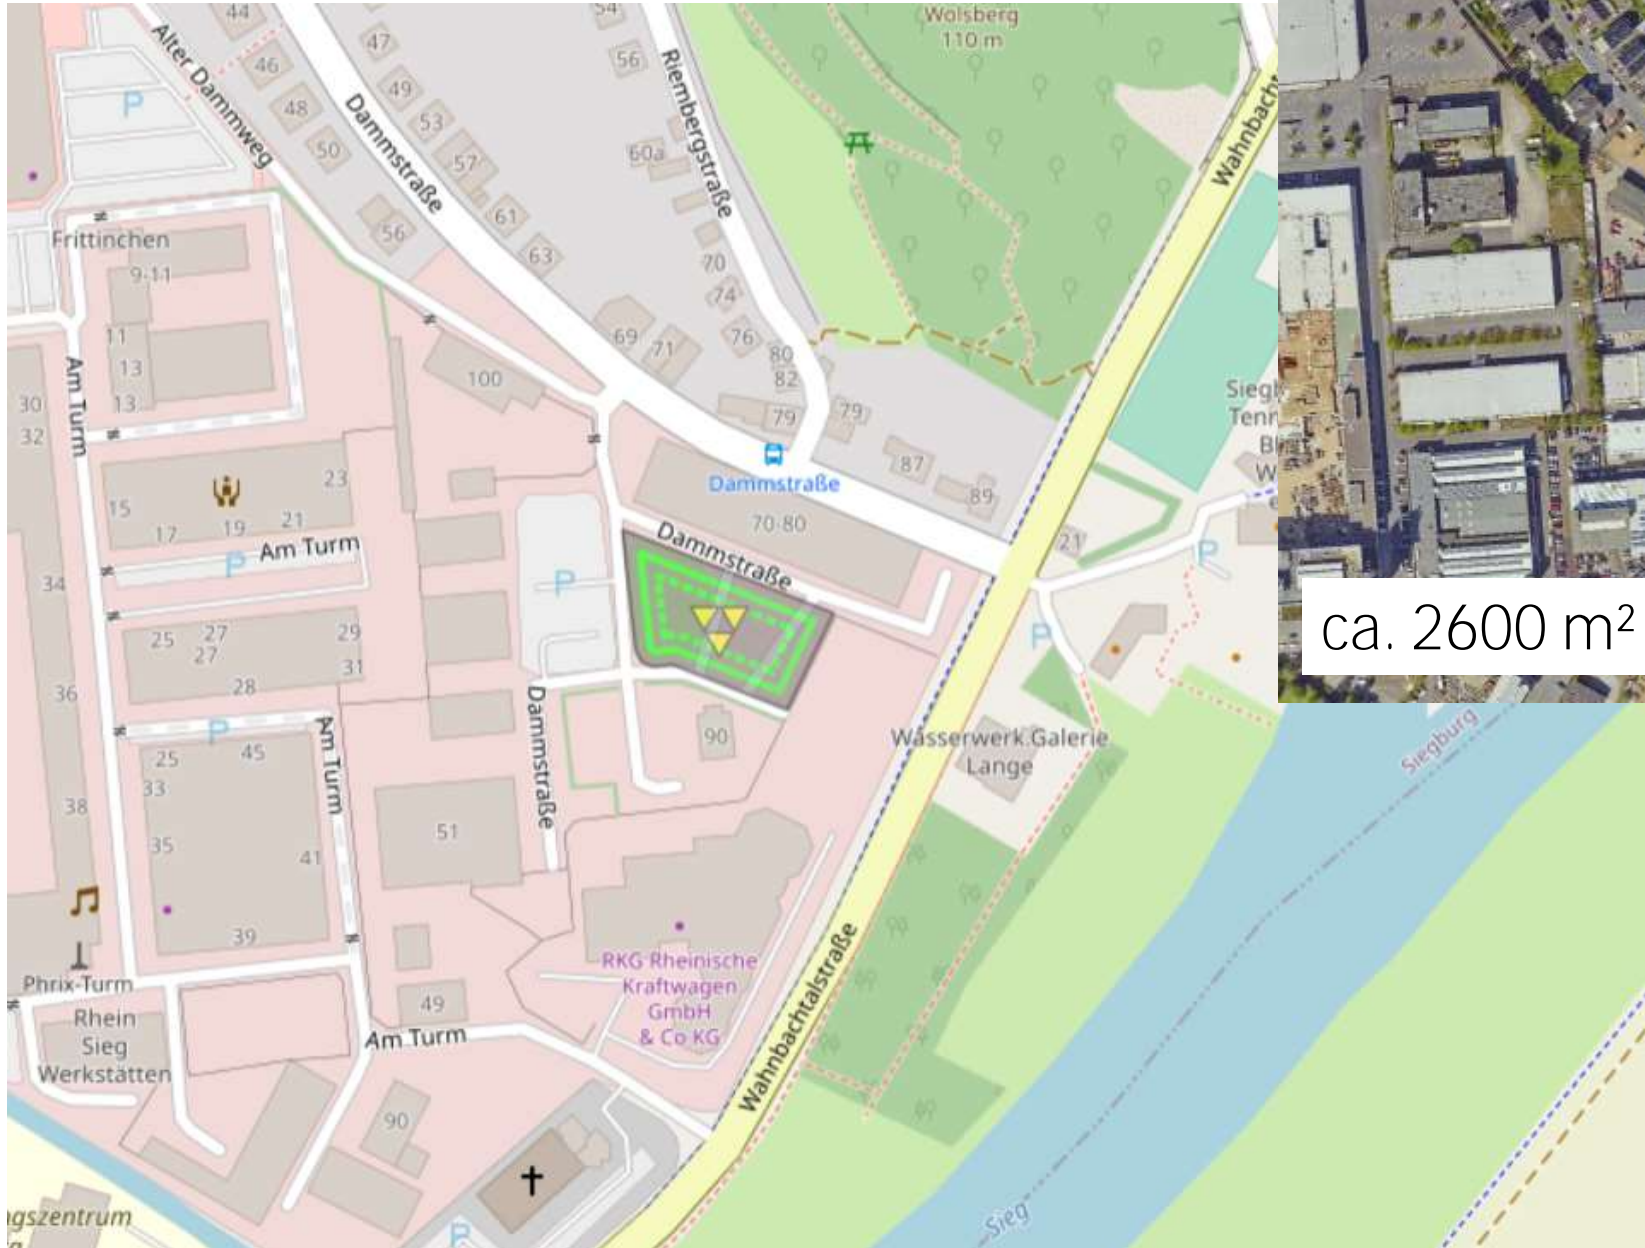 44
54
Wolsberg
110 m
47
46
56
Alter Dammweg
Riembergstraße
P
49
Dammstraße
48
53
Wahnbach
50
57
60a
61
56
Frittinchen
63
9-11
70
74
69
71
76
11
80
Am Turm
13
100
82
30
13
79
79
32
87
Dammstraße
23
89
15
70-80
17
19
21
Am Turm
P
Dammstraße
21
P
P
34
ca. 2600 m²
25
27
29
P
27
31
28
36
Am Turm
Dammstraße
P
90
Wasserwerk.Galerie
Lange
Siegburg
25
45
33
38
51
35
41
39
Wahnbachtalstraße
RKG Rheinische
Kraftwagen
GmbH
& Co KG
Phrix-Turm
49
Rhein
Sieg
Werkstätten
Am Turm
90
gszentrum
P
Sieg